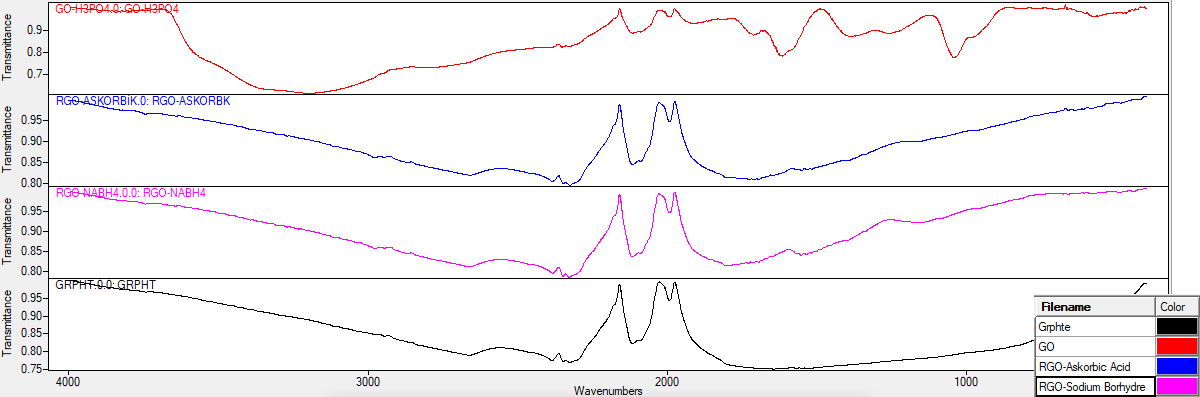 GO-H3PO4.0: GO-H3PO4
Transmittance
0.9
0.8
0.7
RGO-ASKORBİK.0: RGO-ASKORBK
Transmittance
0.95
0.90
0.85
0.80
RGO-NABH4.0.0: RGO-NABH4
Transmittance
0.95
0.90
0.85
0.80
GRPHT.0.0: GRPHT
Transmittance
0.95
0.90
0.85
0.80
0.75
4000 3000 2000 1000
Wavenumbers
Filename Color
Grphte
GO
RGO-Askorbic Acid
RGO-Sodium Borhydre